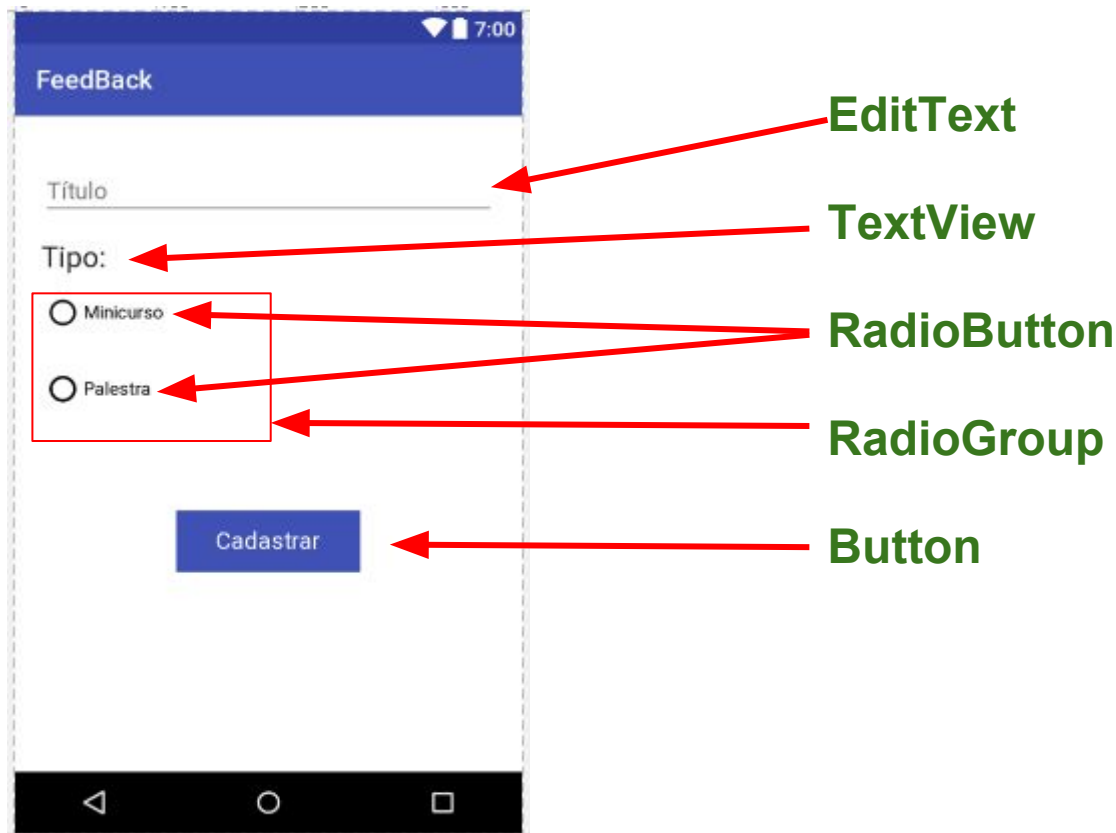 7:00
FeedBack
EditText
Título
TextView
Tipo:
Minicurso
RadioButton
Palestra
RadioGroup
Cadastrar
Button